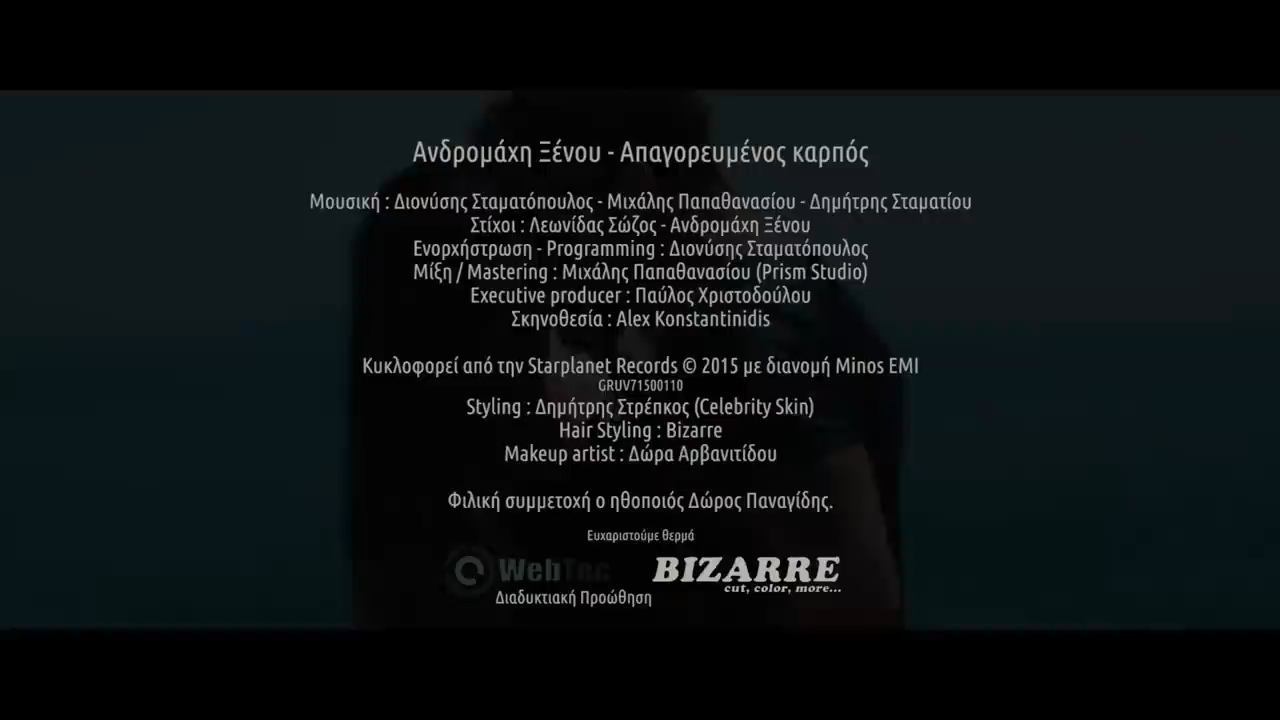 Ανδρομάχη Ξένου - Απαγορευμένος καρπός
Μουσική : Διονύσης Σταματόπουλος - Μιχάλης Παπαθανασίου - Δημήτρης Σταματίου
Στίχοι : Λεωνίδας Σώζος - Ανδρομάχη Ξένου
Ενορχήστρωση - Programming : Διονύσης Σταματόπουλος
Μίξη / Mastering : Μιχάλης Παπαθανασίου (Prism Studio)
Executive producer : Παύλος Χριστοδούλου
Σκηνοθεσία : Alex Konstantinidis
Κυκλοφορεί από την Starplanet Records © 2015 με διανομή Minos EMI
GRUV71500110
Styling : Δημήτρης Στρέπκος (Celebrity Skin)
Hair Styling : Bizarre
Makeup artist : Δώρα Αρβανιτίδου
Φιλική συμμετοχή ο ηθοποιός Δώρος Παναγίδης.
Ευχαριστούμε θερμά
WebTec BIZARRE
cut, color, more...
Διαδυκτιακή Προώθηση